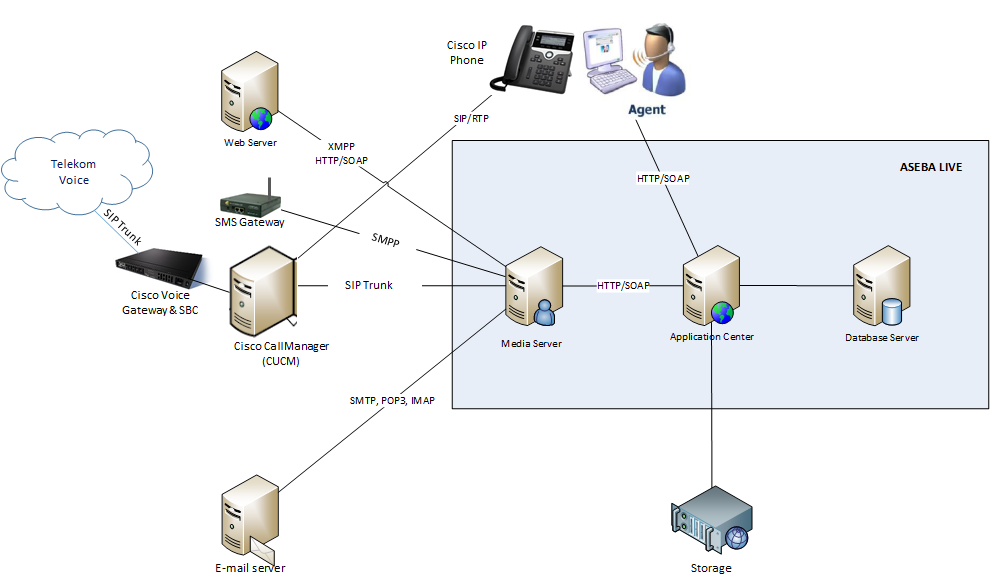 Cisco IP
Phone
Agent
Web Server
SIP/RTP
XMPP
HTTP/SOAP
Telekom
Voice
ASEBA LIVE
HTTP/SOAP
SIP Trunk
SMS Gateway
SMPP
Cisco Voice
Gateway & SBC
SIP Trunk
HTTP/SOAP
Cisco CallManager
(CUCM)
Media Server
Application Center
Database Server
SMTP, POP3, IMAP
E-mail server
Storage